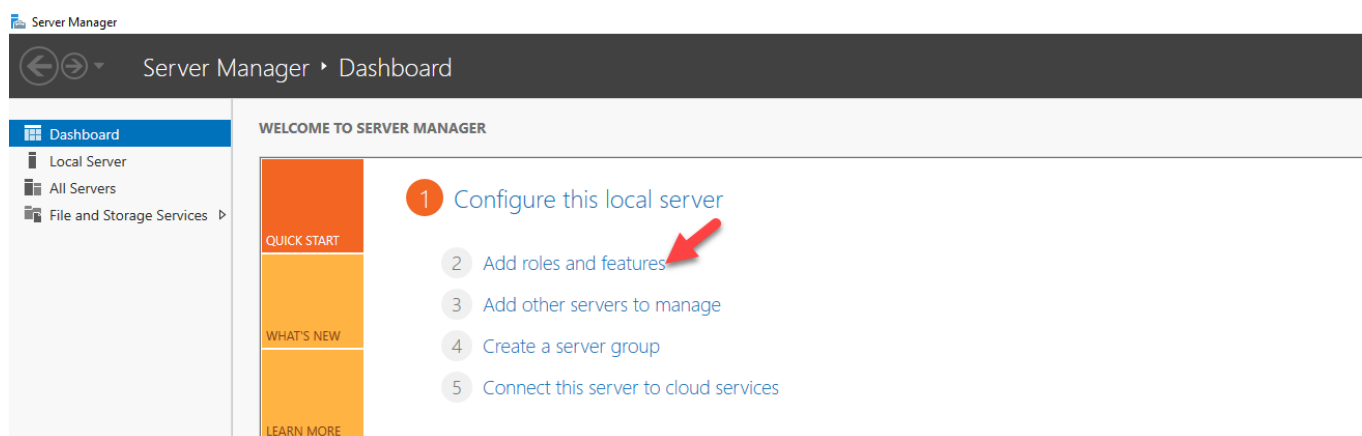 Server Manager
Server Manager ‣ Dashboard
Dashboard
Local Server
All Servers
File and Storage Services
WELCOME TO SERVER MANAGER
QUICK START
WHAT'S NEW
LEARN MORE
1 Configure this local server
2 Add roles and features
3 Add other servers to manage
4 Create a server group
5 Connect this server to cloud services